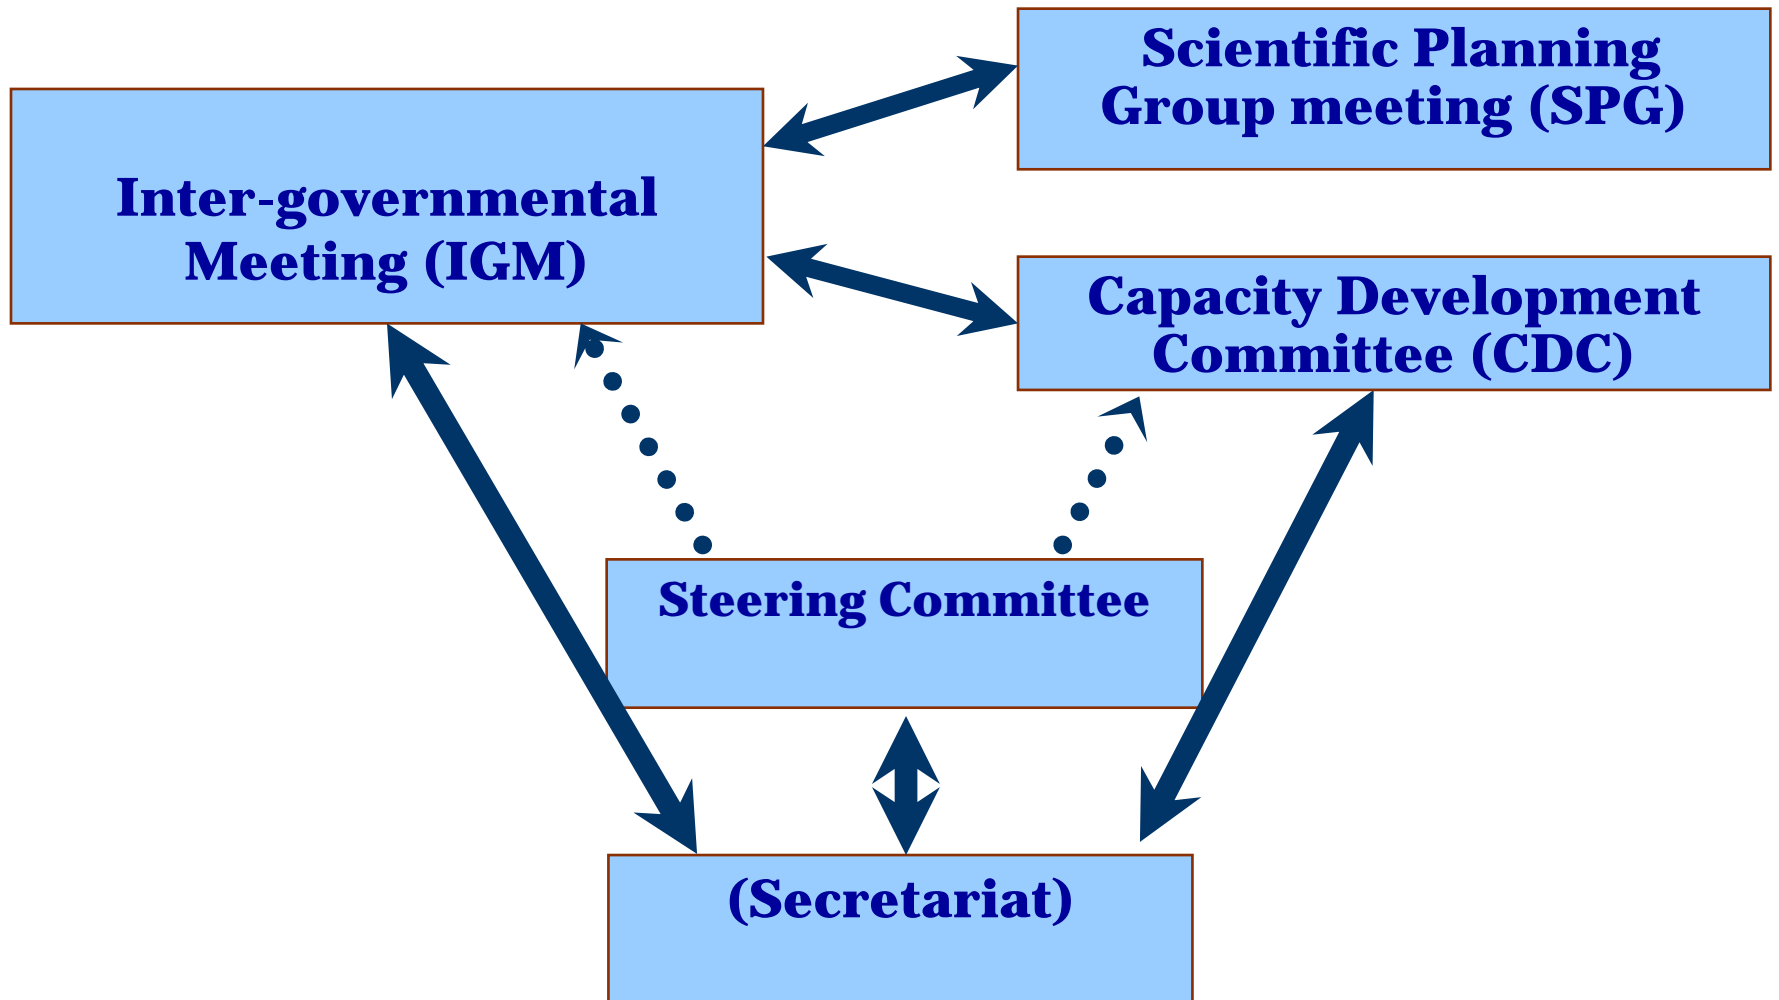 Scientific Planning
Group meeting (SPG)
Inter-governmental
Meeting (IGM)
Capacity Development
Committee (CDC)
Steering Committee
(Secretariat)